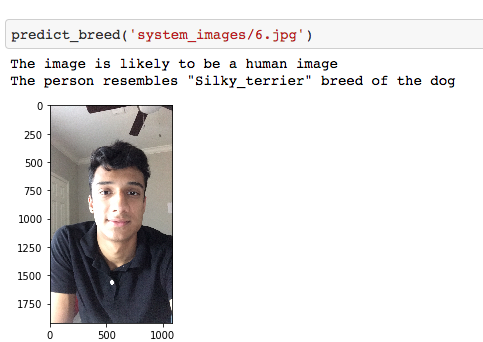 predict_breed('system_images/6.jpg')
The image is likely to be a human image
The person resembles "Silky_terrier" breed of the dog
0
250
500
750
1000
1250
1500
1750
0 500 1000